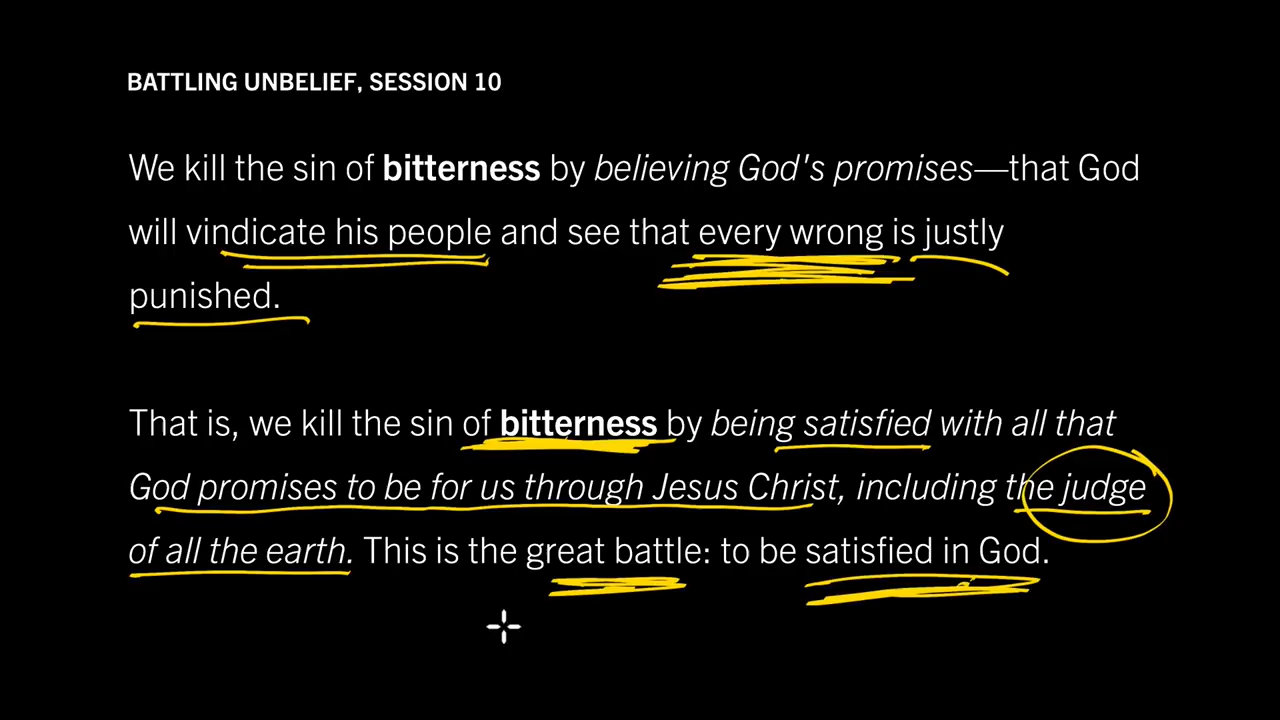 BATTLING UNBELIEF, SESSION 10
We kill the sin of bitterness by believing God's promises—that God
will vindicate his people and see that every wrong is justly
punished.
That is, we kill the sin of bitterness by being satisfied with all that
God promises to be for us through Jesus Christ, including the judge
of all the earth. This is the great battle: to be satisfied in God.